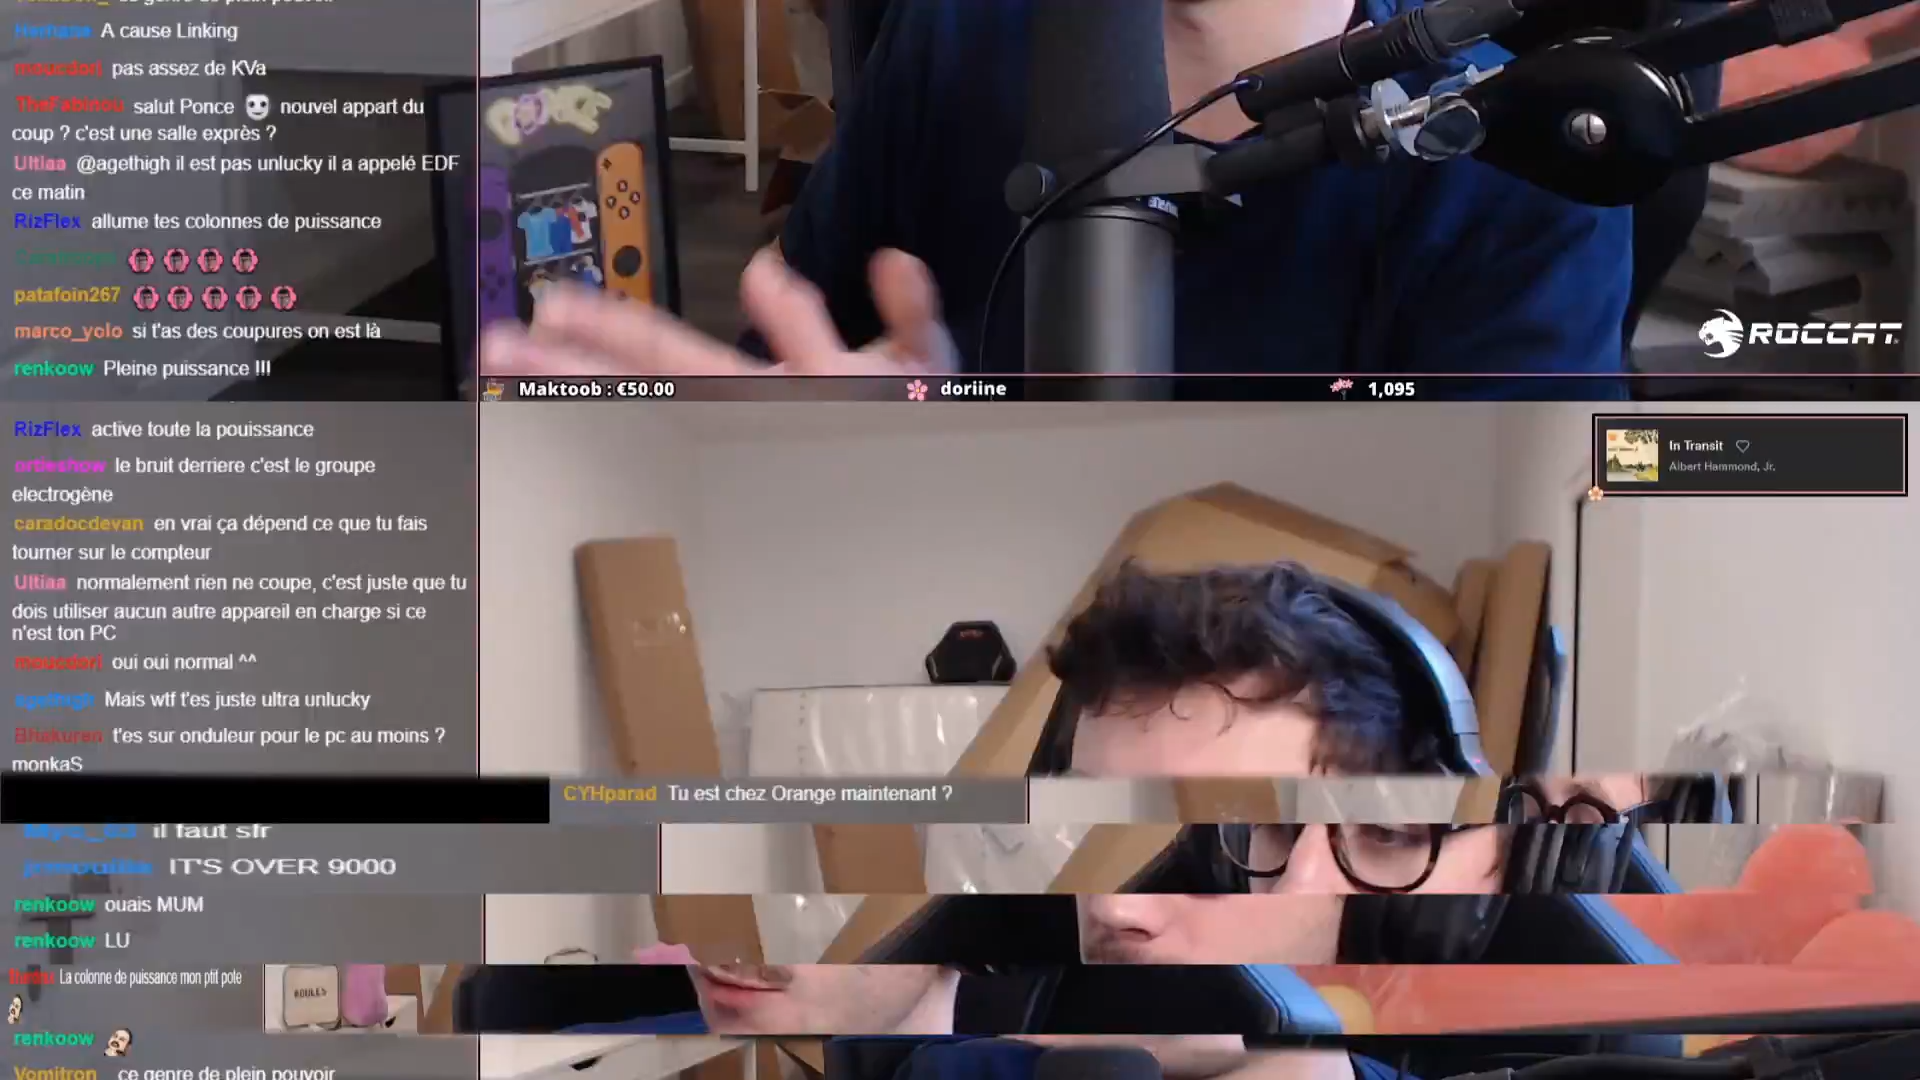 A cause Linking
pas assez de KVa
TheFabinou salut Ponce nouvel appart du
coup ? c'est une salle exprès ?
Ultiaa @agethigh il est pas unlucky il a appelé EDF
ce matin
RizFlex allume tes colonnes de puissance
patafoin267
marco_yolo si t'as des coupures on est là
renkoow Pleine puissance !!!
PONCE
ROCCAT
Maktoob : €50.00
doriine
1,095
RizFlex active toute la pouissance
ortieshow le bruit derriere c'est le groupe
electrogène
caradocdevan en vrai ça dépend ce que tu fais
tourner sur le compteur
Ultiaa normalement rien ne coupe, c'est juste que tu
dois utiliser aucun autre appareil en charge si ce
n'est ton PC
oui oui normal ^^
Mais wtf t'es juste ultra unlucky
t'es sur onduleur pour le pc au moins ?
monkaS
In Transit
Albert Hammond, Jr.
CYHparad Tu est chez Orange maintenant ?
il faut sfr
IT'S OVER 9000
renkoow ouais MUM
renkoow LU
La colonne de puissance mon ptit pote
ROULES
renkoow
Vomitron_ ce genre de plein pouvoir